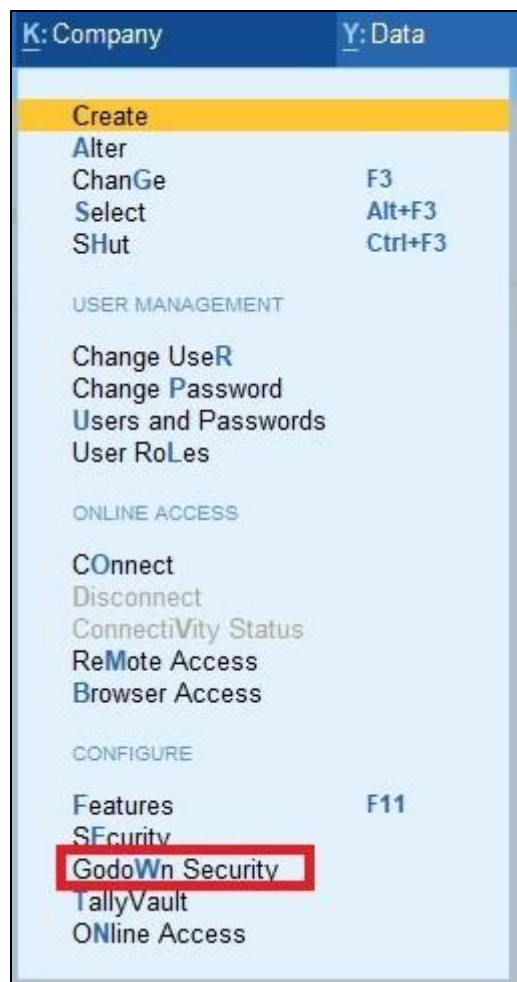 K: Company Y: Data
Create
Alter
ChanGe F3
Select Alt+F3
SHut Ctrl+F3
USER MANAGEMENT
Change UseR
Change Password
Users and Passwords
User RoLes
ONLINE ACCESS
COnnect
Disconnect
ConnectiVity Status
ReMote Access
Browser Access
CONFIGURE
Features F11
SEcurity
GodoWn Security
TallyVault
ONline Access